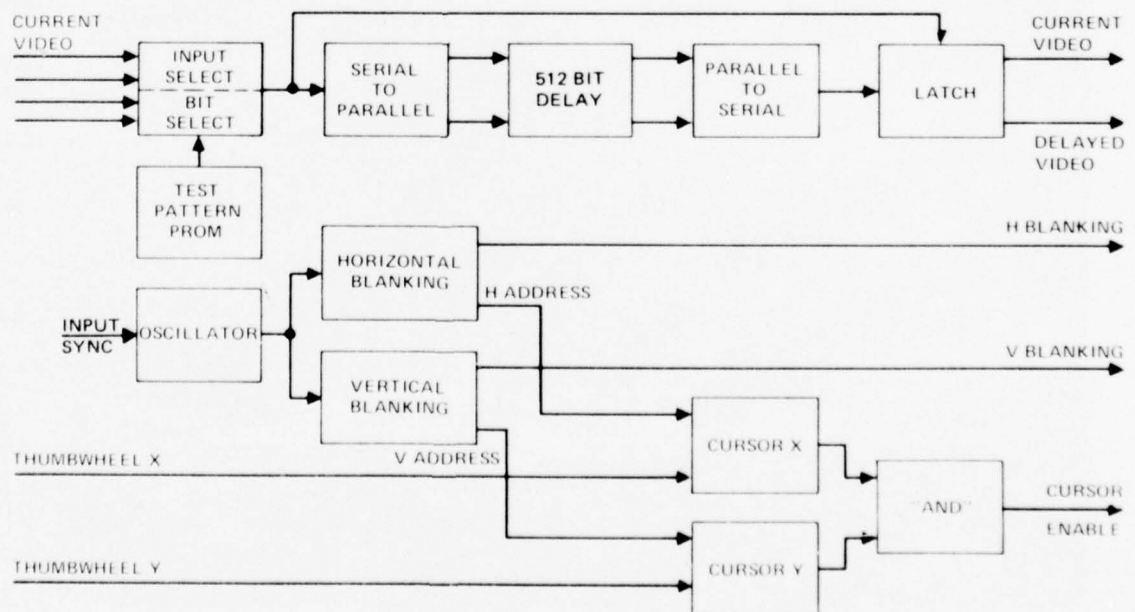 CURRENT
VIDEO
INPUT
SELECT
BIT
SELECT
SERIAL
TO
PARALLEL
512 BIT
DELAY
PARALLEL
TO
SERIAL
LATCH
CURRENT
VIDEO
DELAYED
VIDEO
TEST
PATTERN
PROM
HORIZONTAL
BLANKING
H BLANKING
H ADDRESS
INPUT
SYNC
OSCILLATOR
VERTICAL
BLANKING
V BLANKING
V ADDRESS
THUMBWHEEL X
CURSOR X
"AND"
CURSOR
ENABLE
THUMBWHEEL Y
CURSOR Y